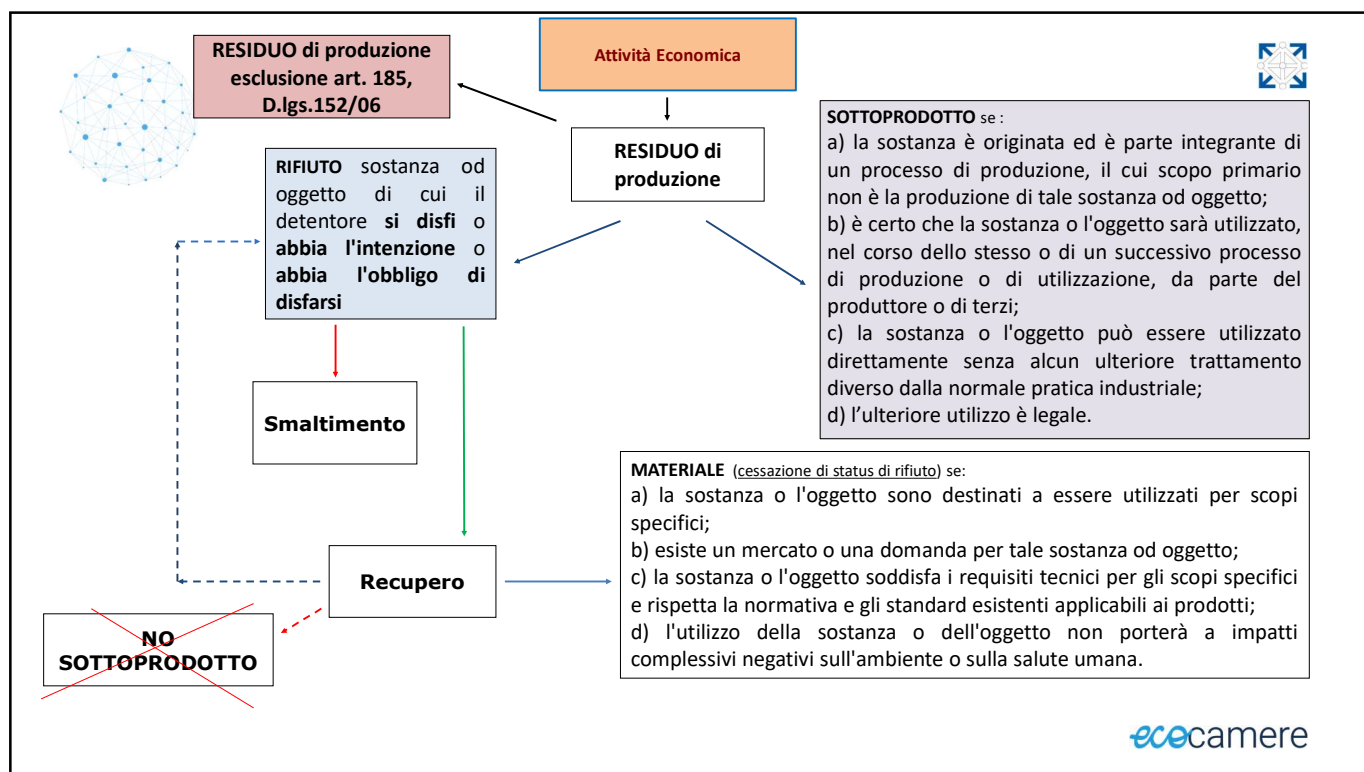 RESIDUO di produzione
esclusione art. 185,
D.lgs.152/06
Attività Economica
RESIDUO di
produzione
RIFIUTO sostanza od
oggetto di cui il
detentore si disfi o
abbia l'intenzione o
abbia l'obbligo di
disfarsi
SOTTOPRODOTTO se :
a) la sostanza è originata ed è parte integrante di
un processo di produzione, il cui scopo primario
non è la produzione di tale sostanza od oggetto;
b) è certo che la sostanza o l'oggetto sarà utilizzato,
nel corso dello stesso o di un successivo processo
di produzione o di utilizzazione, da parte del
produttore o di terzi;
c) la sostanza o l'oggetto può essere utilizzato
direttamente senza alcun ulteriore trattamento
diverso dalla normale pratica industriale;
d) l’ulteriore utilizzo è legale.
Smaltimento
MATERIALE (cessazione di status di rifiuto) se:
a) la sostanza o l'oggetto sono destinati a essere utilizzati per scopi
specifici;
b) esiste un mercato o una domanda per tale sostanza od oggetto;
c) la sostanza o l'oggetto soddisfa i requisiti tecnici per gli scopi specifici
e rispetta la normativa e gli standard esistenti applicabili ai prodotti;
d) l'utilizzo della sostanza o dell'oggetto non porterà a impatti
complessivi negativi sull'ambiente o sulla salute umana.
Recupero
NO
SOTTOPRODOTTO
ecocamere